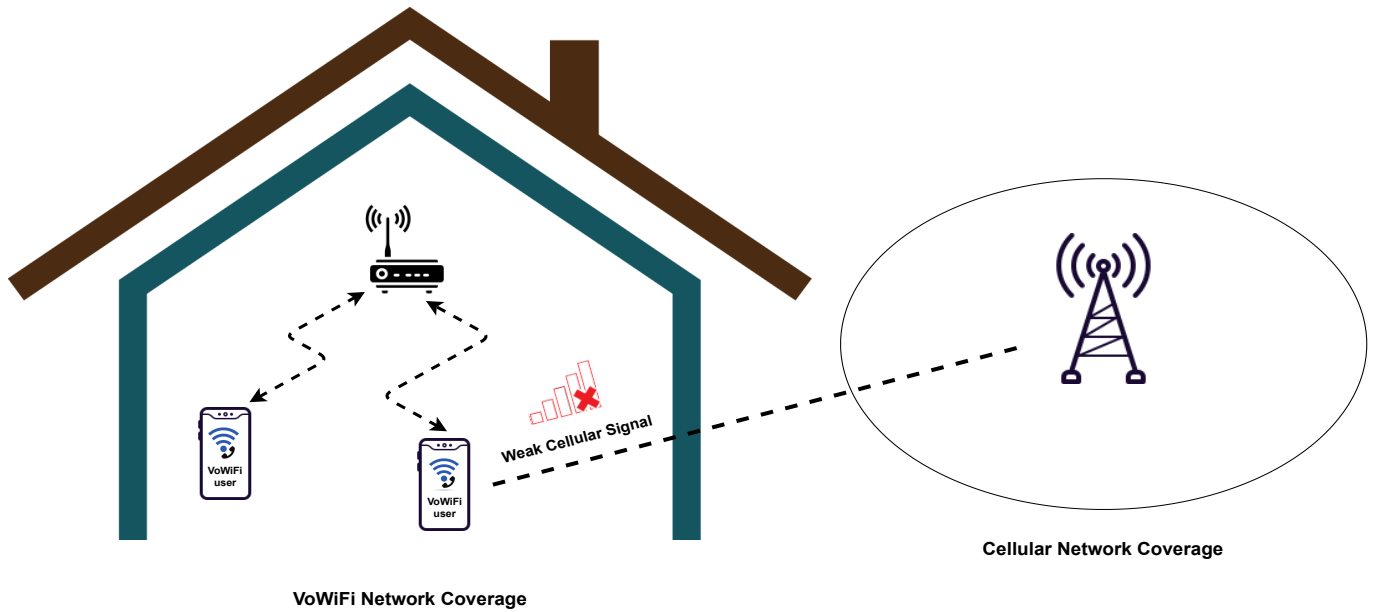 Weak Cellular Signal
VoWiFi
user
VoWiFi
user
Cellular Network Coverage
VoWiFi Network Coverage